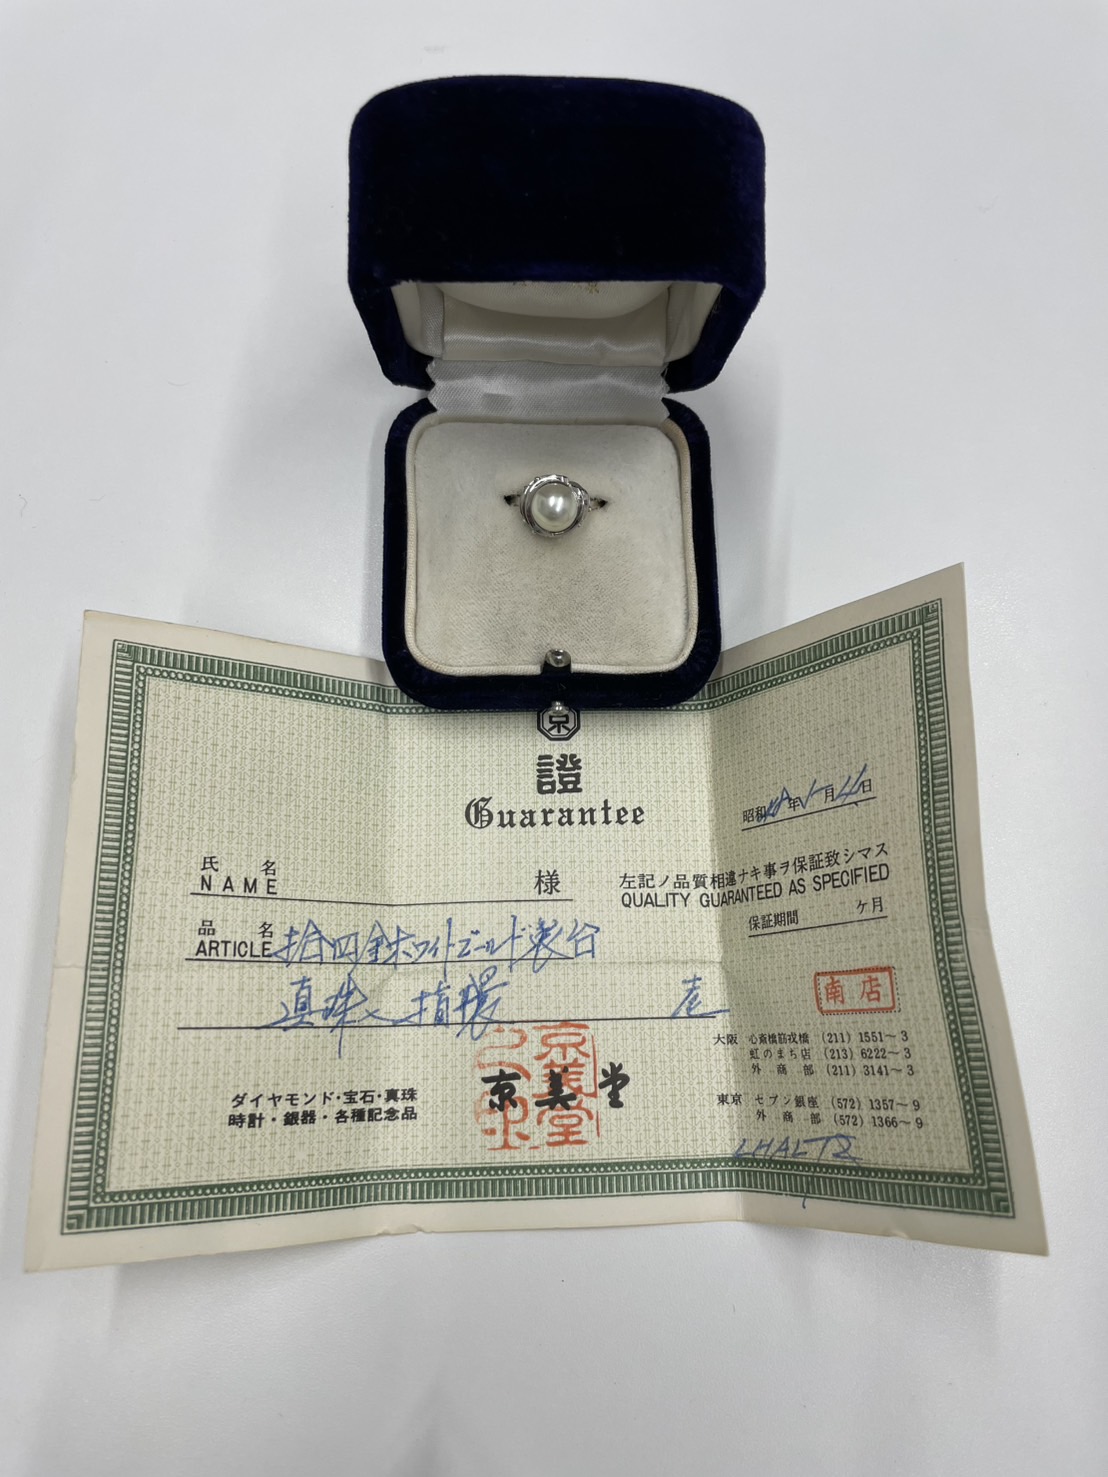 京
證
Guarantee
昭和 年 月 日
氏名
NAME 様
左記ノ品質相違ナキ事ヲ保証致シマス
QUALITY GUARANTEED AS SPECIFIED
保証期間 ケ月
品名
ARTICLE 拾四金ホワイトゴールド製台
真珠入指環 壱
南店
大阪 心斎橋筋戎橋 (211) 1551〜3
虹のまち店 (213) 6222〜3
外商部 (211) 3141〜3
東京 セブン銀座 (572) 1357〜9
外商部 (572) 1366〜9
ダイヤモンド・宝石・真珠
時計・銀器・各種記念品
京美堂